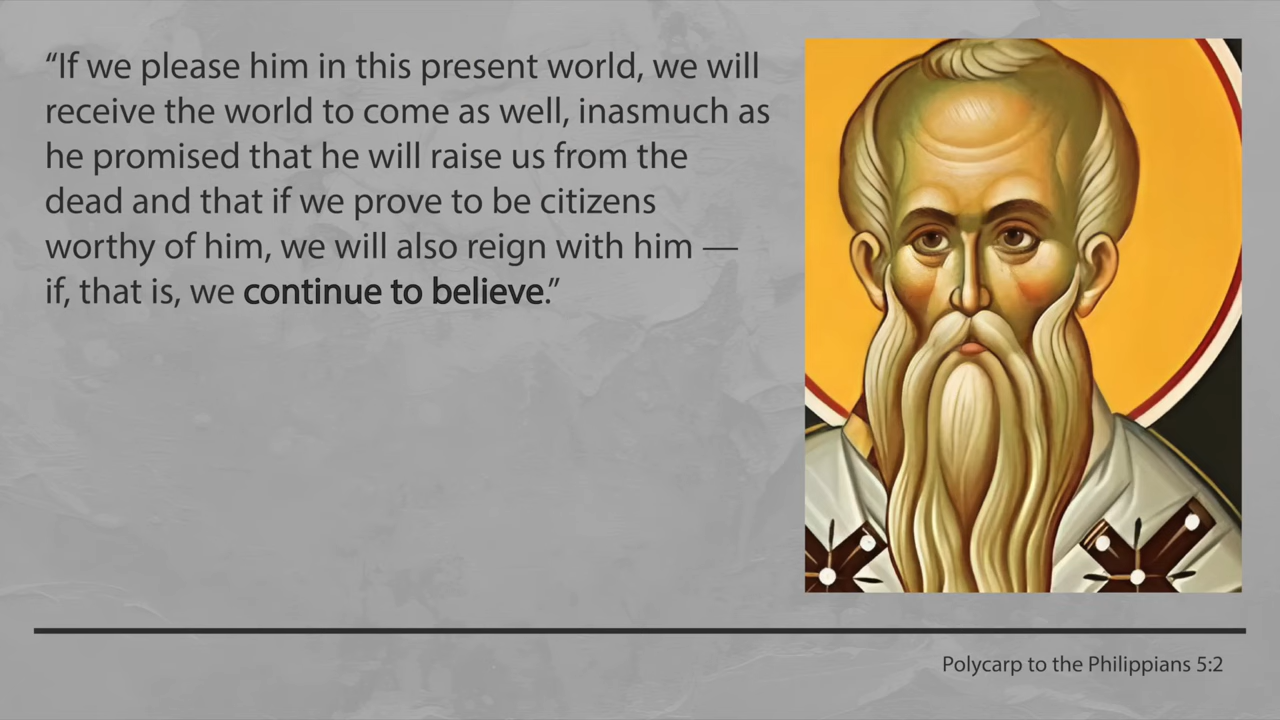 “If we please him in this present world, we will
receive the world to come as well, inasmuch as
he promised that he will raise us from the
dead and that if we prove to be citizens
worthy of him, we will also reign with him —
if, that is, we continue to believe.”
Polycarp to the Philippians 5:2